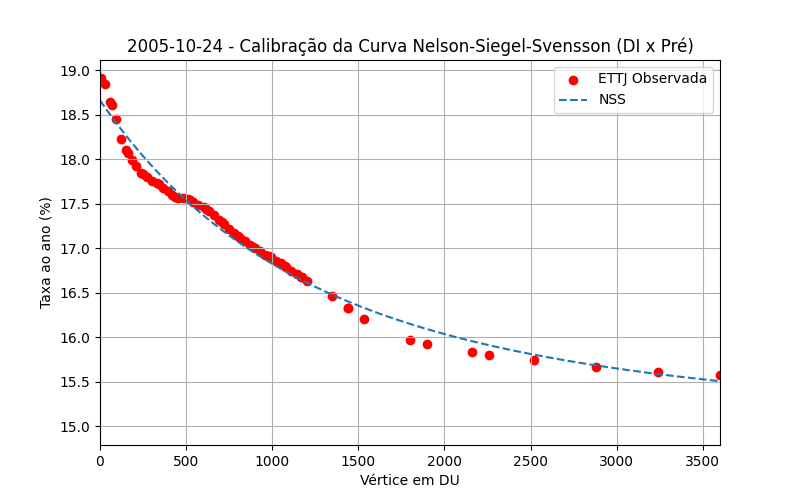 2005-10-24 - Calibração da Curva Nelson-Siegel-Svensson (DI x Pré)
ETTJ Observada
NSS
Taxa ao ano (%)
19.0
18.5
18.0
17.5
17.0
16.5
16.0
15.5
15.0
0 500 1000 1500 2000 2500 3000 3500
Vértice em DU